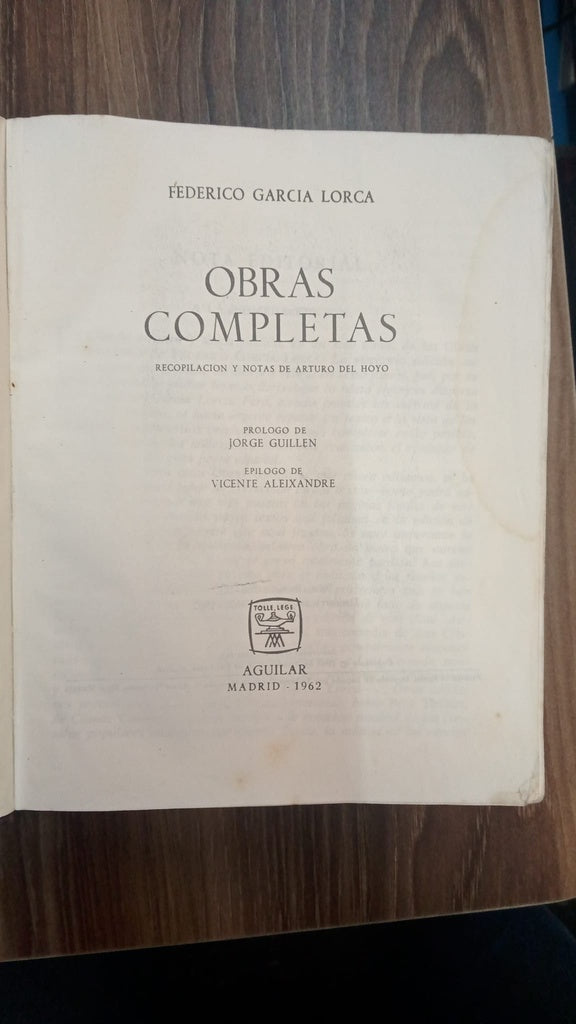 FEDERICO GARCIA LORCA
OBRAS
COMPLETAS
RECOPILACION Y NOTAS DE ARTURO DEL HOYO
PROLOGO DE
JORGE GUILLEN
EPILOGO DE
VICENTE ALEIXANDRE
TOLLE, LEGE
AGUILAR
MADRID - 1962